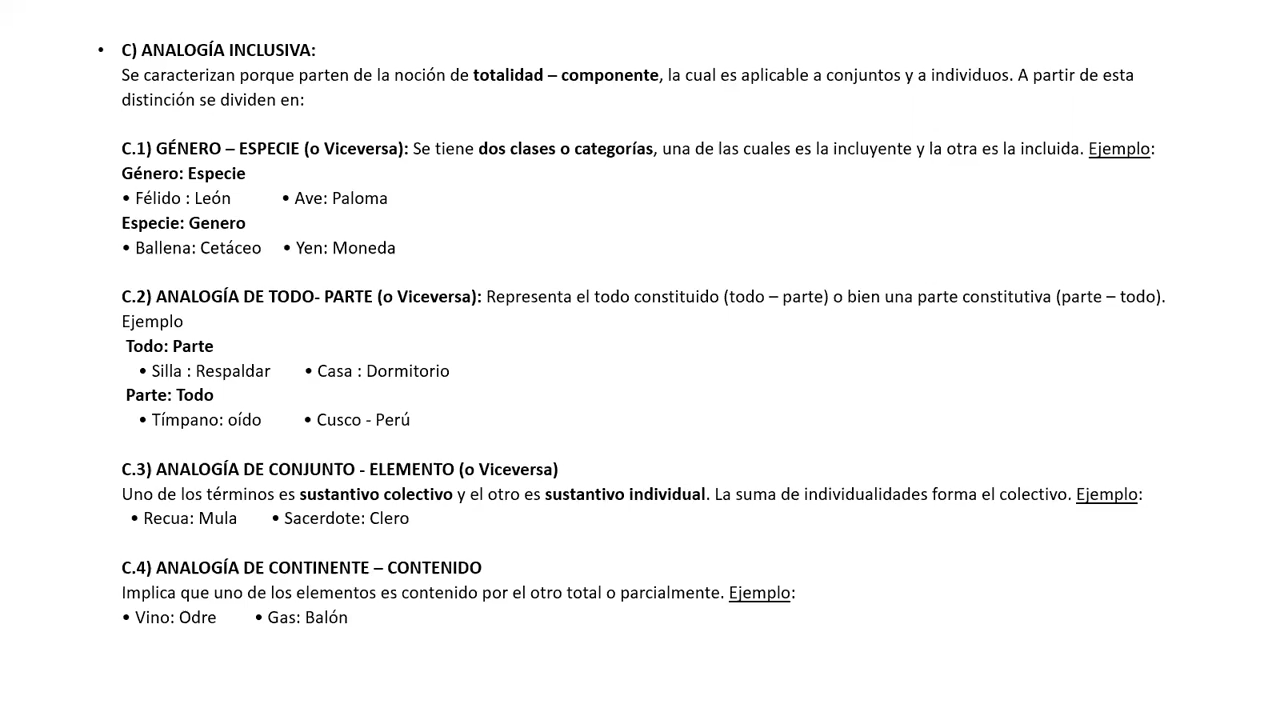 • C) ANALOGÍA INCLUSIVA:
Se caracterizan porque parten de la noción de totalidad – componente, la cual es aplicable a conjuntos y a individuos. A partir de esta
distinción se dividen en:
C.1) GÉNERO – ESPECIE (o Viceversa): Se tiene dos clases o categorías, una de las cuales es la incluyente y la otra es la incluida. Ejemplo:
Género: Especie
• Félido : León • Ave: Paloma
Especie: Genero
• Ballena: Cetáceo • Yen: Moneda
C.2) ANALOGÍA DE TODO- PARTE (o Viceversa): Representa el todo constituido (todo – parte) o bien una parte constitutiva (parte – todo).
Ejemplo
Todo: Parte
• Silla : Respaldar • Casa : Dormitorio
Parte: Todo
• Tímpano: oído • Cusco - Perú
C.3) ANALOGÍA DE CONJUNTO - ELEMENTO (o Viceversa)
Uno de los términos es sustantivo colectivo y el otro es sustantivo individual. La suma de individualidades forma el colectivo. Ejemplo:
• Recua: Mula • Sacerdote: Clero
C.4) ANALOGÍA DE CONTINENTE – CONTENIDO
Implica que uno de los elementos es contenido por el otro total o parcialmente. Ejemplo:
• Vino: Odre • Gas: Balón